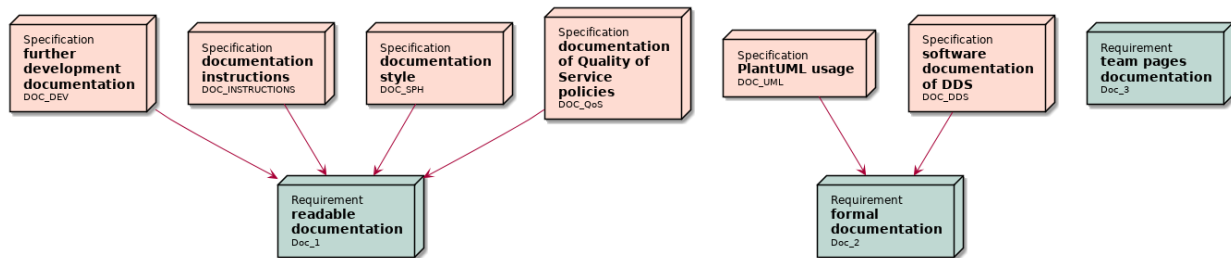 Specification
further
development
documentation
DOC_DEV
Specification
documentation
instructions
DOC_INSTRUCTIONS
Specification
documentation
style
DOC_SPH
Specification
documentation
of Quality of
Service
policies
DOC_QoS
Specification
PlantUML usage
DOC_UML
Specification
software
documentation
of DDS
DOC_DDS
Requirement
team pages
documentation
Doc_3
Requirement
readable
documentation
Doc_1
Requirement
formal
documentation
Doc_2